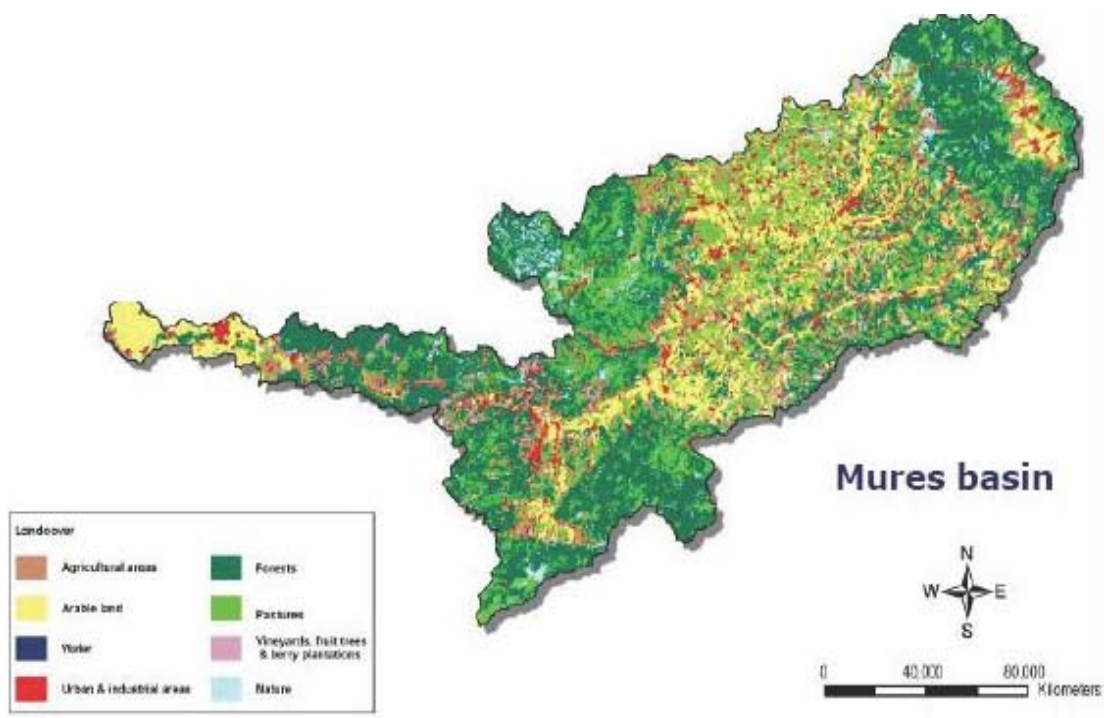 Mures basin
Landcover
Agricultural areas
Arable land
Water
Urban & industrial areas
Forests
Pastures
Vineyards, fruit trees
& berry plantations
Nature
N
W E
S
0 40,000 80,000
Kilometers